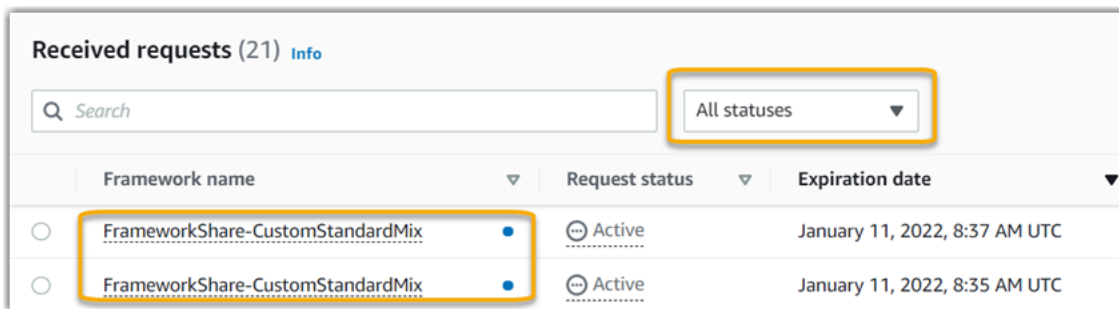 Received requests (21) Info
Search
All statuses
Framework name Request status Expiration date
FrameworkShare-CustomStandardMix Active January 11, 2022, 8:37 AM UTC
FrameworkShare-CustomStandardMix Active January 11, 2022, 8:35 AM UTC